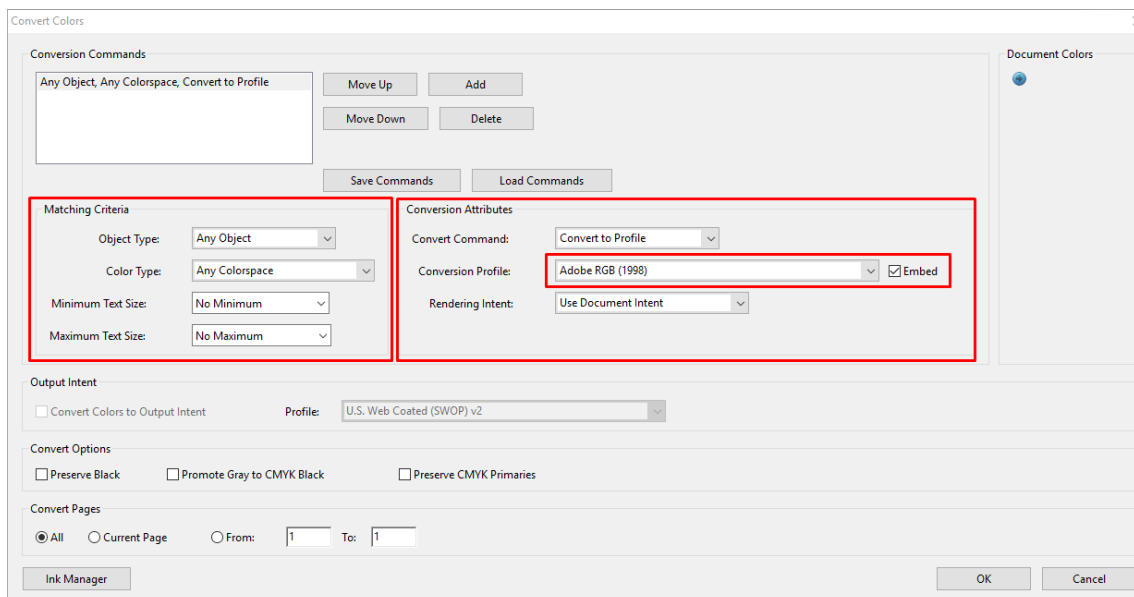 Convert Colors
Conversion Commands
Document Colors
Any Object, Any Colorspace, Convert to Profile
Move Up
Add
Move Down
Delete
Save Commands
Load Commands
Matching Criteria
Object Type: Any Object
Color Type: Any Colorspace
Minimum Text Size: No Minimum
Maximum Text Size: No Maximum
Conversion Attributes
Convert Command: Convert to Profile
Conversion Profile: Adobe RGB (1998) Embed
Rendering Intent: Use Document Intent
Output Intent
Convert Colors to Output Intent Profile: U.S. Web Coated (SWOP) v2
Convert Options
Preserve Black Promote Gray to CMYK Black Preserve CMYK Primaries
Convert Pages
All Current Page From: 1 To: 1
Ink Manager OK Cancel